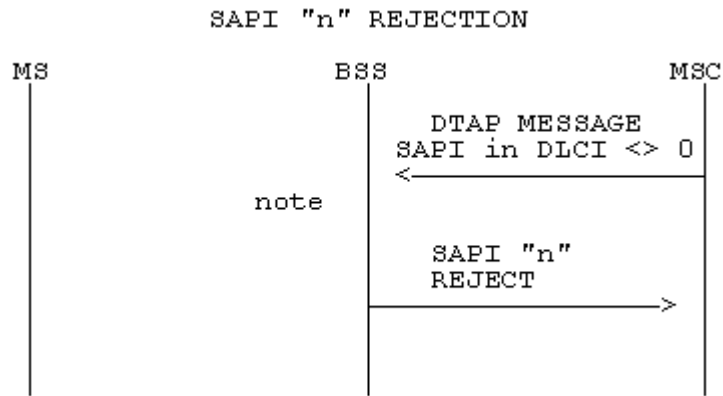 SAPI "n" REJECTION
MS BSS MSC
DTAP MESSAGE
SAPI in DLCI <> 0
note
SAPI "n"
REJECT